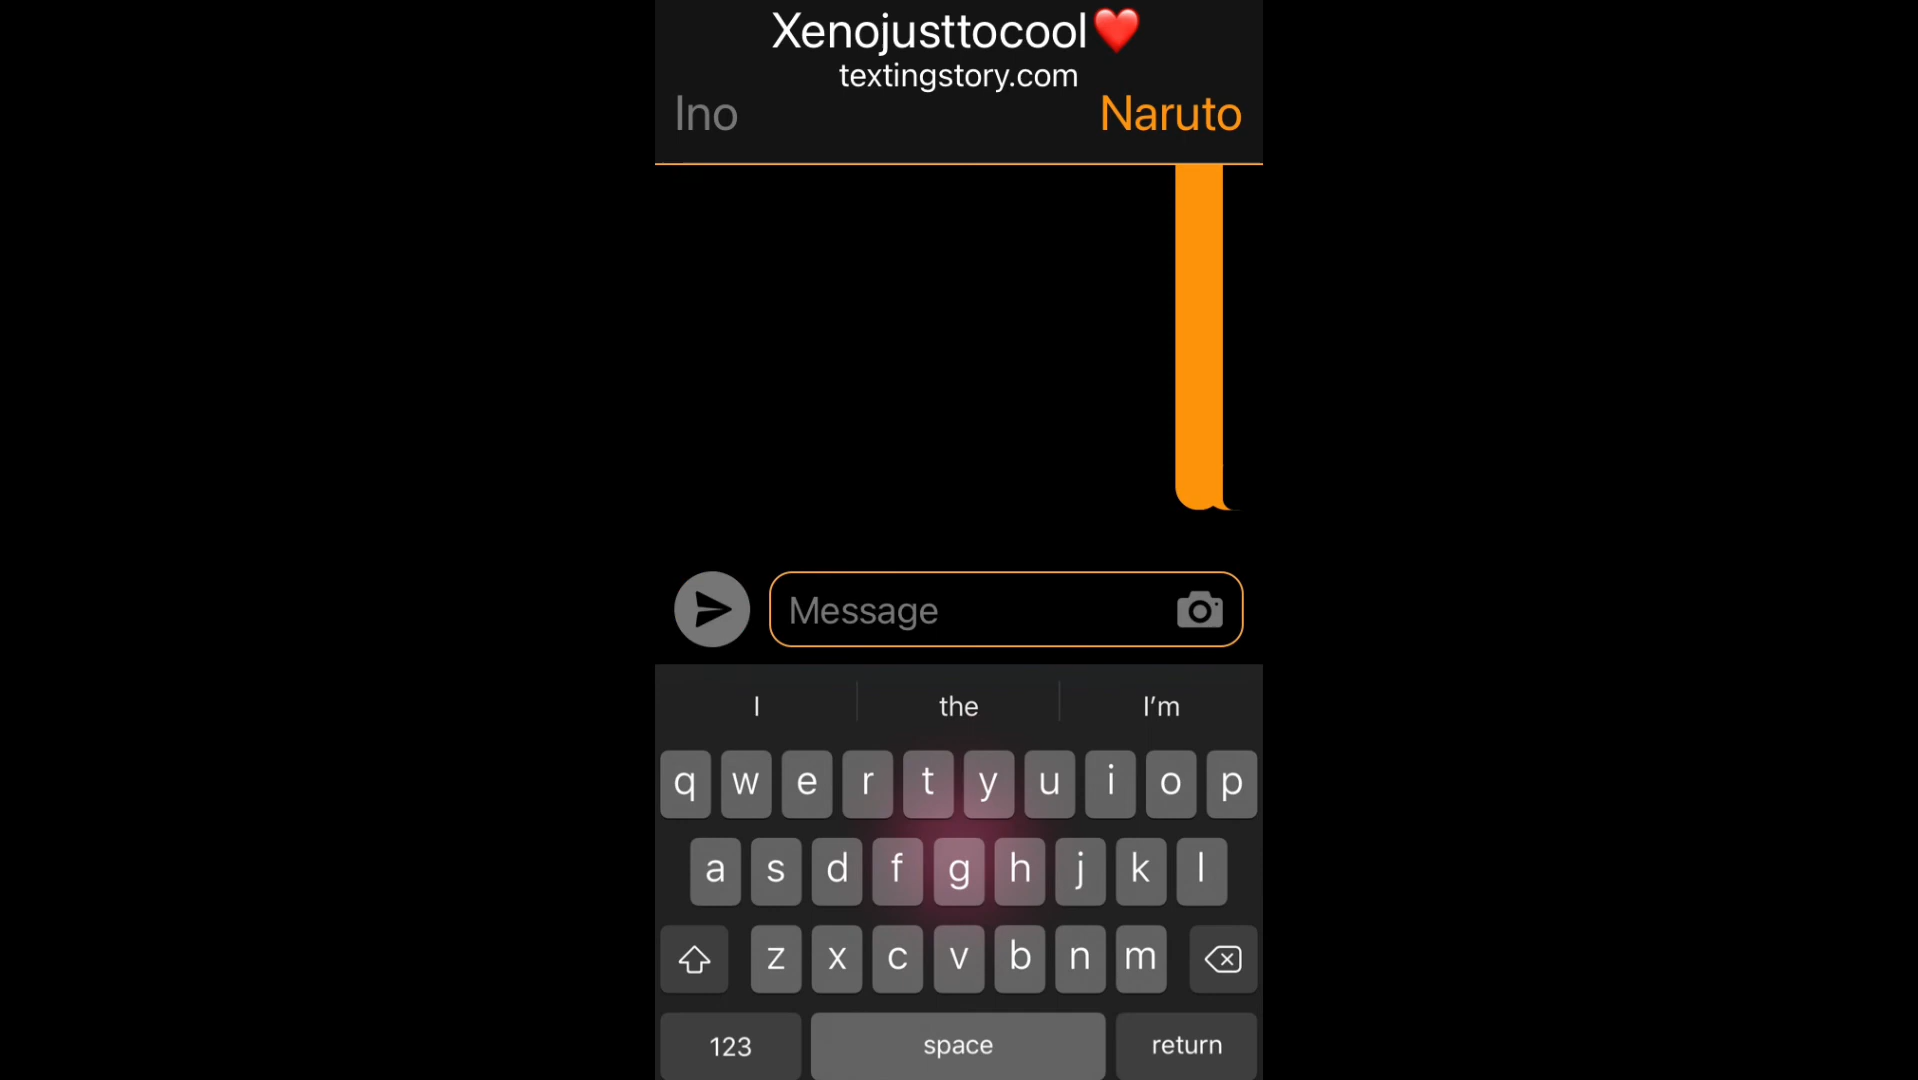 Xenojusttocool❤️
textingstory.com
Ino Naruto
Message
I the I’m
q w e r t y u i o p
a s d f g h j k l
z x c v b n m
123 space return